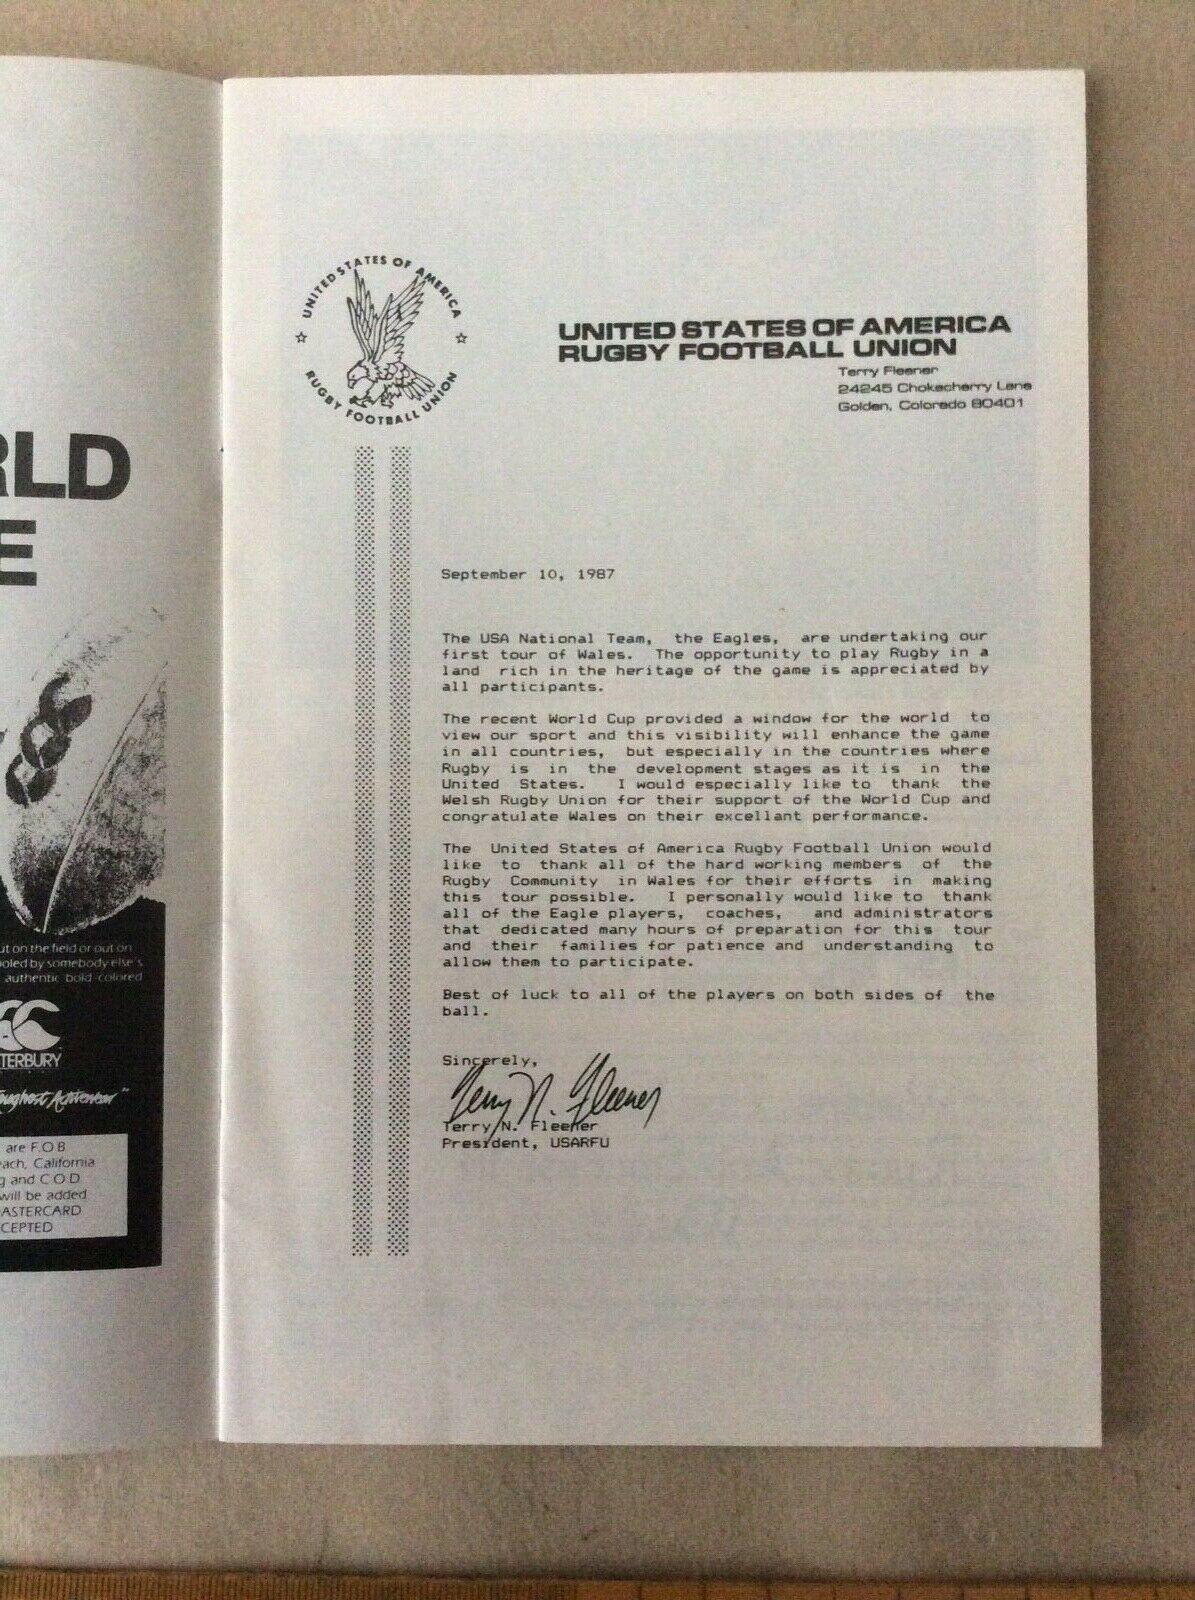 RLD
E
out on the field or out on
somebody else's
authentic bold-colored
TERBURY
are F.O.B
each, California
and C.O.D
will be added
MASTERCARD
CEPTED
UNITED STATES OF AMERICA
RUGBY FOOTBALL UNION
UNITED STATES OF AMERICA
RUGBY FOOTBALL UNION
Terry Fleener
24245 Chokecherry Lane
Golden, Colorado 80401
September 10, 1987
The USA National Team, the Eagles, are undertaking our
first tour of Wales. The opportunity to play Rugby in a
land rich in the heritage of the game is appreciated by
all participants.
The recent World Cup provided a window for the world to
view our sport and this visibility will enhance the game
in all countries, but especially in the countries where
Rugby is in the development stages as it is in the
United States. I would especially like to thank the
Welsh Rugby Union for their support of the World Cup and
congratulate Wales on their excellant performance.
The United States of America Rugby Football Union would
like to thank all of the hard working members of the
Rugby Community in Wales for their efforts in making
this tour possible. I personally would like to thank
all of the Eagle players, coaches, and administrators
that dedicated many hours of preparation for this tour
and their families for patience and understanding to
allow them to participate.
Best of luck to all of the players on both sides of the
ball.
Sincerely,
Terry N. Fleener
Terry N. Fleener
President, USARFU